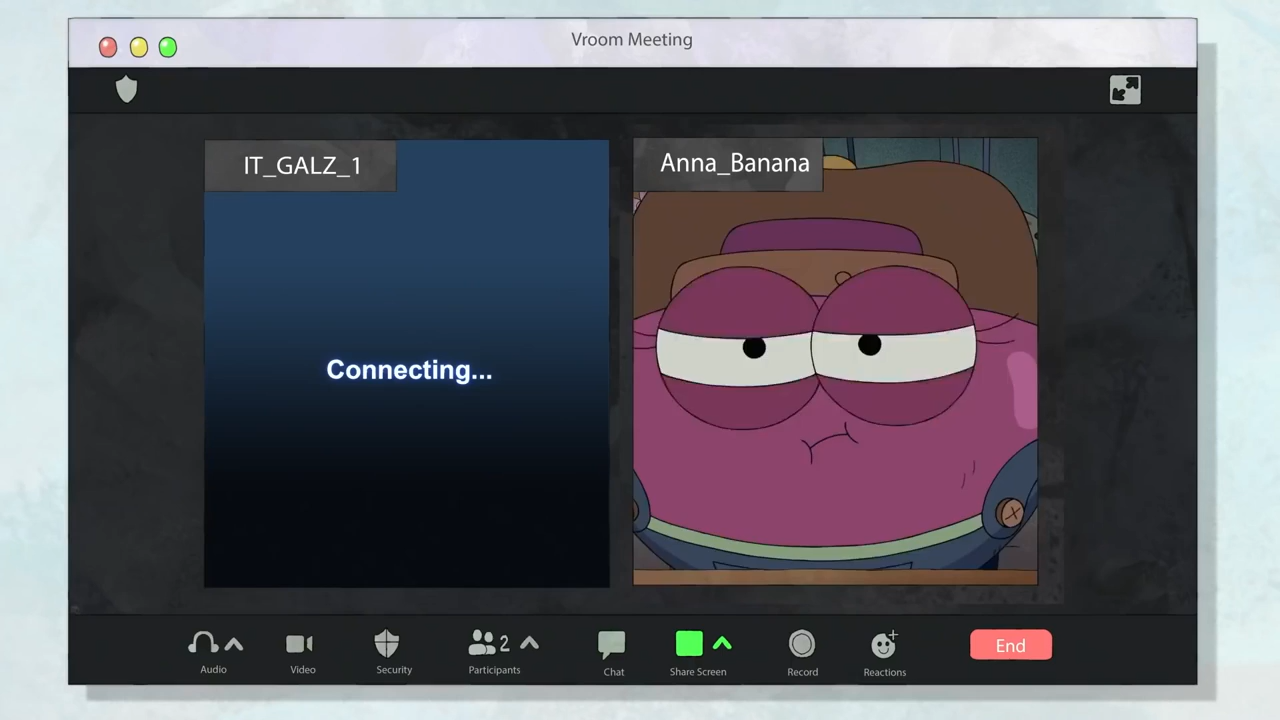 Vroom Meeting
IT_GALZ_1
Anna_Banana
Connecting...
2
Audio
Video
Security
Participants
Chat
Share Screen
Record
Reactions
End